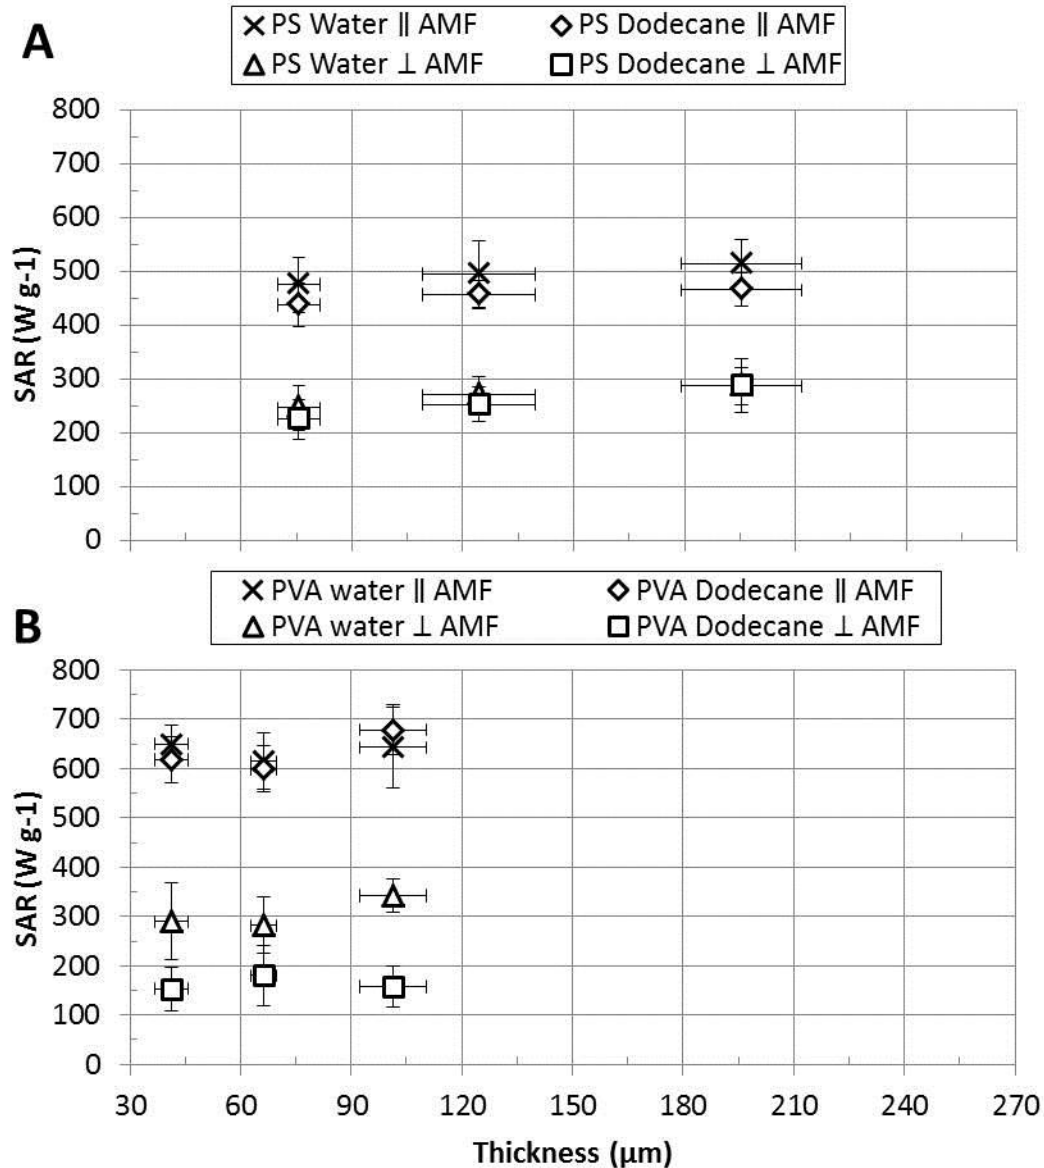 A
PS Water ∥ AMF PS Dodecane ∥ AMF
PS Water ⊥ AMF PS Dodecane ⊥ AMF
800
700
600
500
400
300
200
100
0
SAR (W g-1)
B
PVA water ∥ AMF PVA Dodecane ∥ AMF
PVA water ⊥ AMF PVA Dodecane ⊥ AMF
800
700
600
500
400
300
200
100
0
SAR (W g-1)
30 60 90 120 150 180 210 240 270
Thickness (μm)